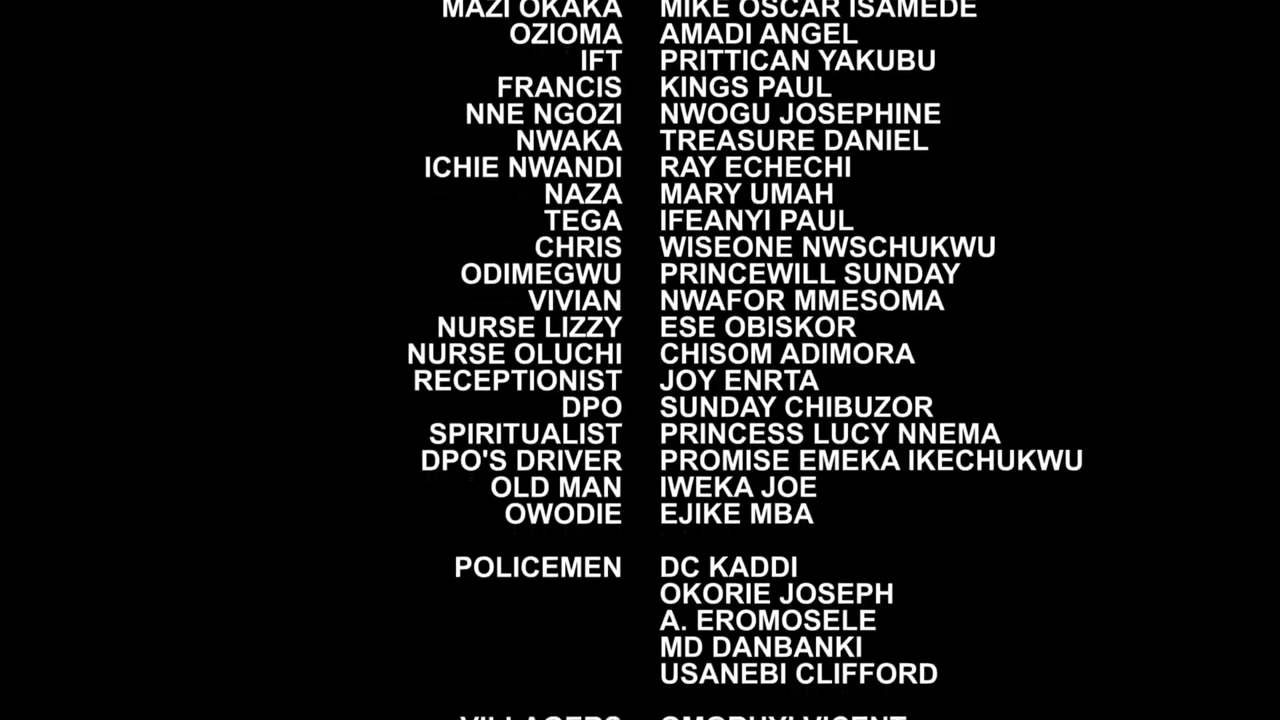 MAZI OKAKA MIKE OSCAR ISAMEDE
OZIOMA AMADI ANGEL
IFT PRITTICAN YAKUBU
FRANCIS KINGS PAUL
NNE NGOZI NWOGU JOSEPHINE
NWAKA TREASURE DANIEL
ICHIE NWANDI RAY ECHECHI
NAZA MARY UMAH
TEGA IFEANYI PAUL
CHRIS WISEONE NWSCHUKWU
ODIMEGWU PRINCEWILL SUNDAY
VIVIAN NWAFOR MMESOMA
NURSE LIZZY ESE OBISKOR
NURSE OLUCHI CHISOM ADIMORA
RECEPTIONIST JOY ENRTA
DPO SUNDAY CHIBUZOR
SPIRITUALIST PRINCESS LUCY NNEMA
DPO'S DRIVER PROMISE EMEKA IKECHUKWU
OLD MAN IWEKA JOE
OWODIE EJIKE MBA
POLICEMEN DC KADDI
OKORIE JOSEPH
A. EROMOSELE
MD DANBANKI
USANEBI CLIFFORD
VILLAGERS